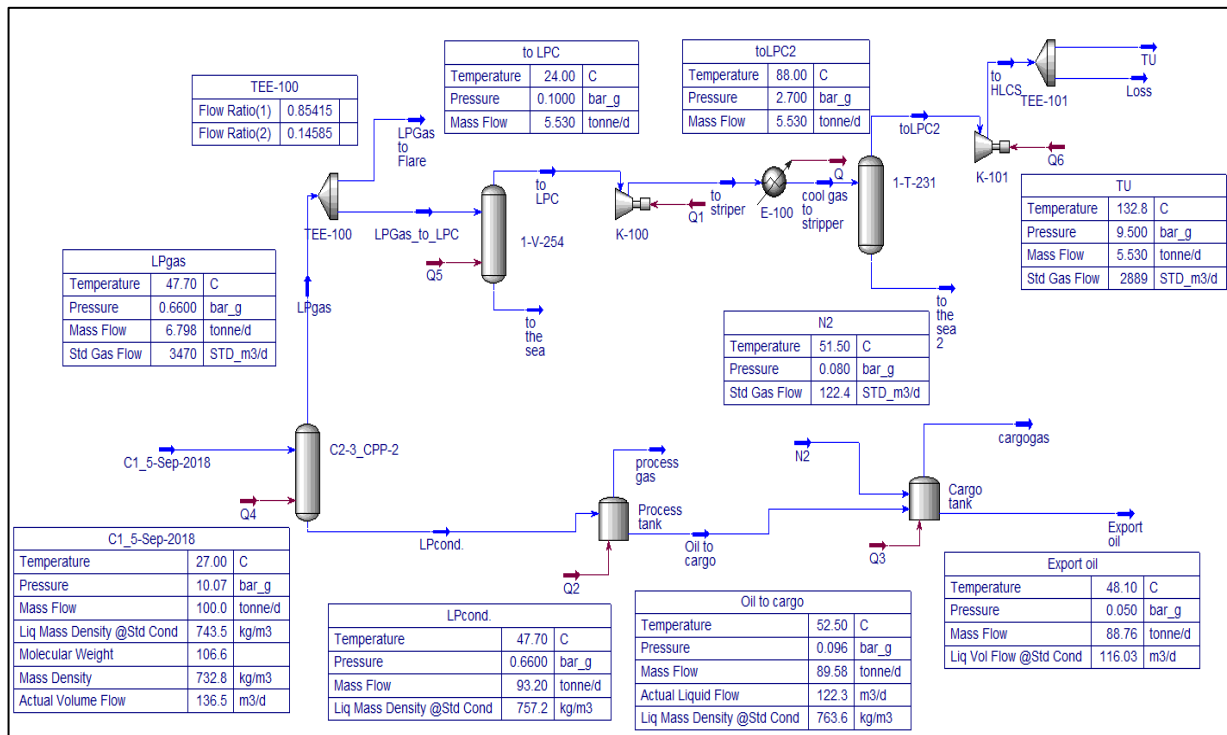 to LPC
Temperature 24.00 C
Pressure 0.1000 bar_g
Mass Flow 5.530 tonne/d
toLPC2
Temperature 88.00 C
Pressure 2.700 bar_g
Mass Flow 5.530 tonne/d
TEE-100
Flow Ratio(1) 0.85415
Flow Ratio(2) 0.14585
LPGas
to
Flare
TEE-100
LPGas_to_LPC
to
LPC
1-V-254
Q5
to
the
sea
K-100
Q1
to
striper
E-100
Q
cool gas
to
stripper
1-T-231
toLPC2
to
the
sea
2
K-101
Q6
to
HLCS
TEE-101
TU
Loss
TU
Temperature 132.8 C
Pressure 9.500 bar_g
Mass Flow 5.530 tonne/d
Std Gas Flow 2889 STD_m3/d
LPgas
Temperature 47.70 C
Pressure 0.6600 bar_g
Mass Flow 6.798 tonne/d
Std Gas Flow 3470 STD_m3/d
LPgas
N2
Temperature 51.50 C
Pressure 0.080 bar_g
Std Gas Flow 122.4 STD_m3/d
C1_5-Sep-2018
C2-3_CPP-2
Q4
LPcond.
process
gas
Process
tank
Q2
Oil to
cargo
N2
cargogas
Cargo
tank
Q3
Export
oil
C1_5-Sep-2018
Temperature 27.00 C
Pressure 10.07 bar_g
Mass Flow 100.0 tonne/d
Liq Mass Density @Std Cond 743.5 kg/m3
Molecular Weight 106.6
Mass Density 732.8 kg/m3
Actual Volume Flow 136.5 m3/d
LPcond.
Temperature 47.70 C
Pressure 0.6600 bar_g
Mass Flow 93.20 tonne/d
Liq Mass Density @Std Cond 757.2 kg/m3
Oil to cargo
Temperature 52.50 C
Pressure 0.096 bar_g
Mass Flow 89.58 tonne/d
Actual Liquid Flow 122.3 m3/d
Liq Mass Density @Std Cond 763.6 kg/m3
Export oil
Temperature 48.10 C
Pressure 0.050 bar_g
Mass Flow 88.76 tonne/d
Liq Vol Flow @Std Cond 116.03 m3/d